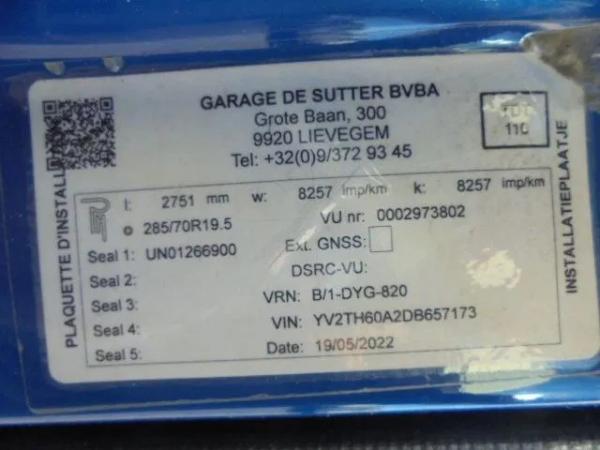 GARAGE DE SUTTER BVBA
Grote Baan, 300
9920 LIEVEGEM
Tel: +32(0)9/372 93 45
110
PLAQUETTE D'INSTALL
INSTALLATIEPLAATJE
l: 2751 mm w: 8257 imp/km k: 8257 imp/km
285/70R19.5 VU nr: 0002973802
Seal 1: UN01266900 Ext. GNSS:
Seal 2: DSRC-VU:
Seal 3: VRN: B/1-DYG-820
Seal 4: VIN: YV2TH60A2DB657173
Seal 5: Date: 19/05/2022